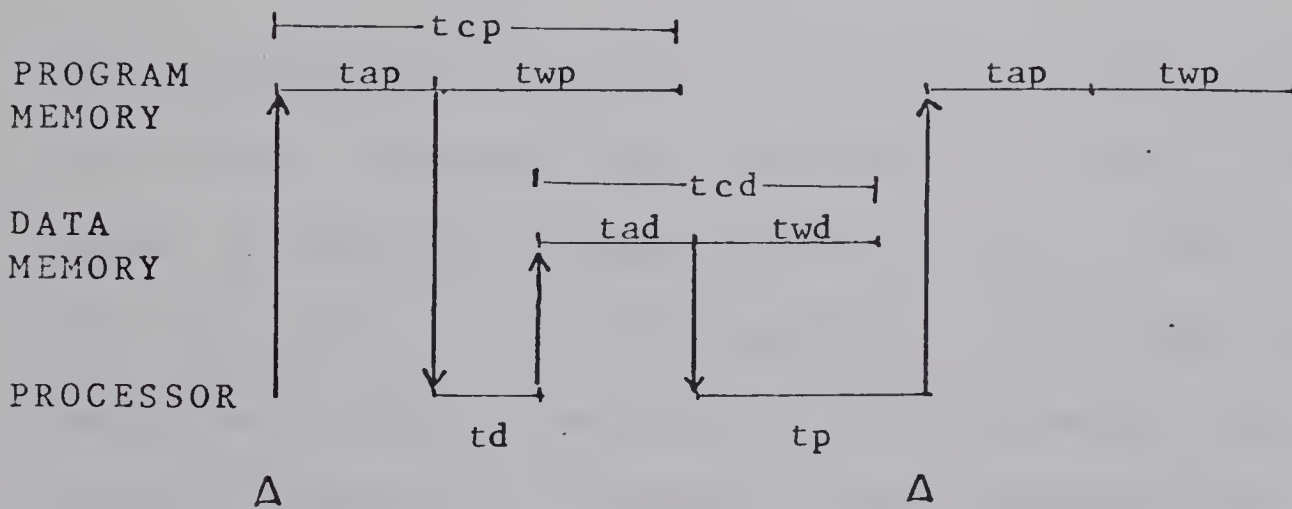 tcp
PROGRAM MEMORY
tap twp tap twp
tcd
DATA MEMORY
tad twd
PROCESSOR
td tp
Δ Δ